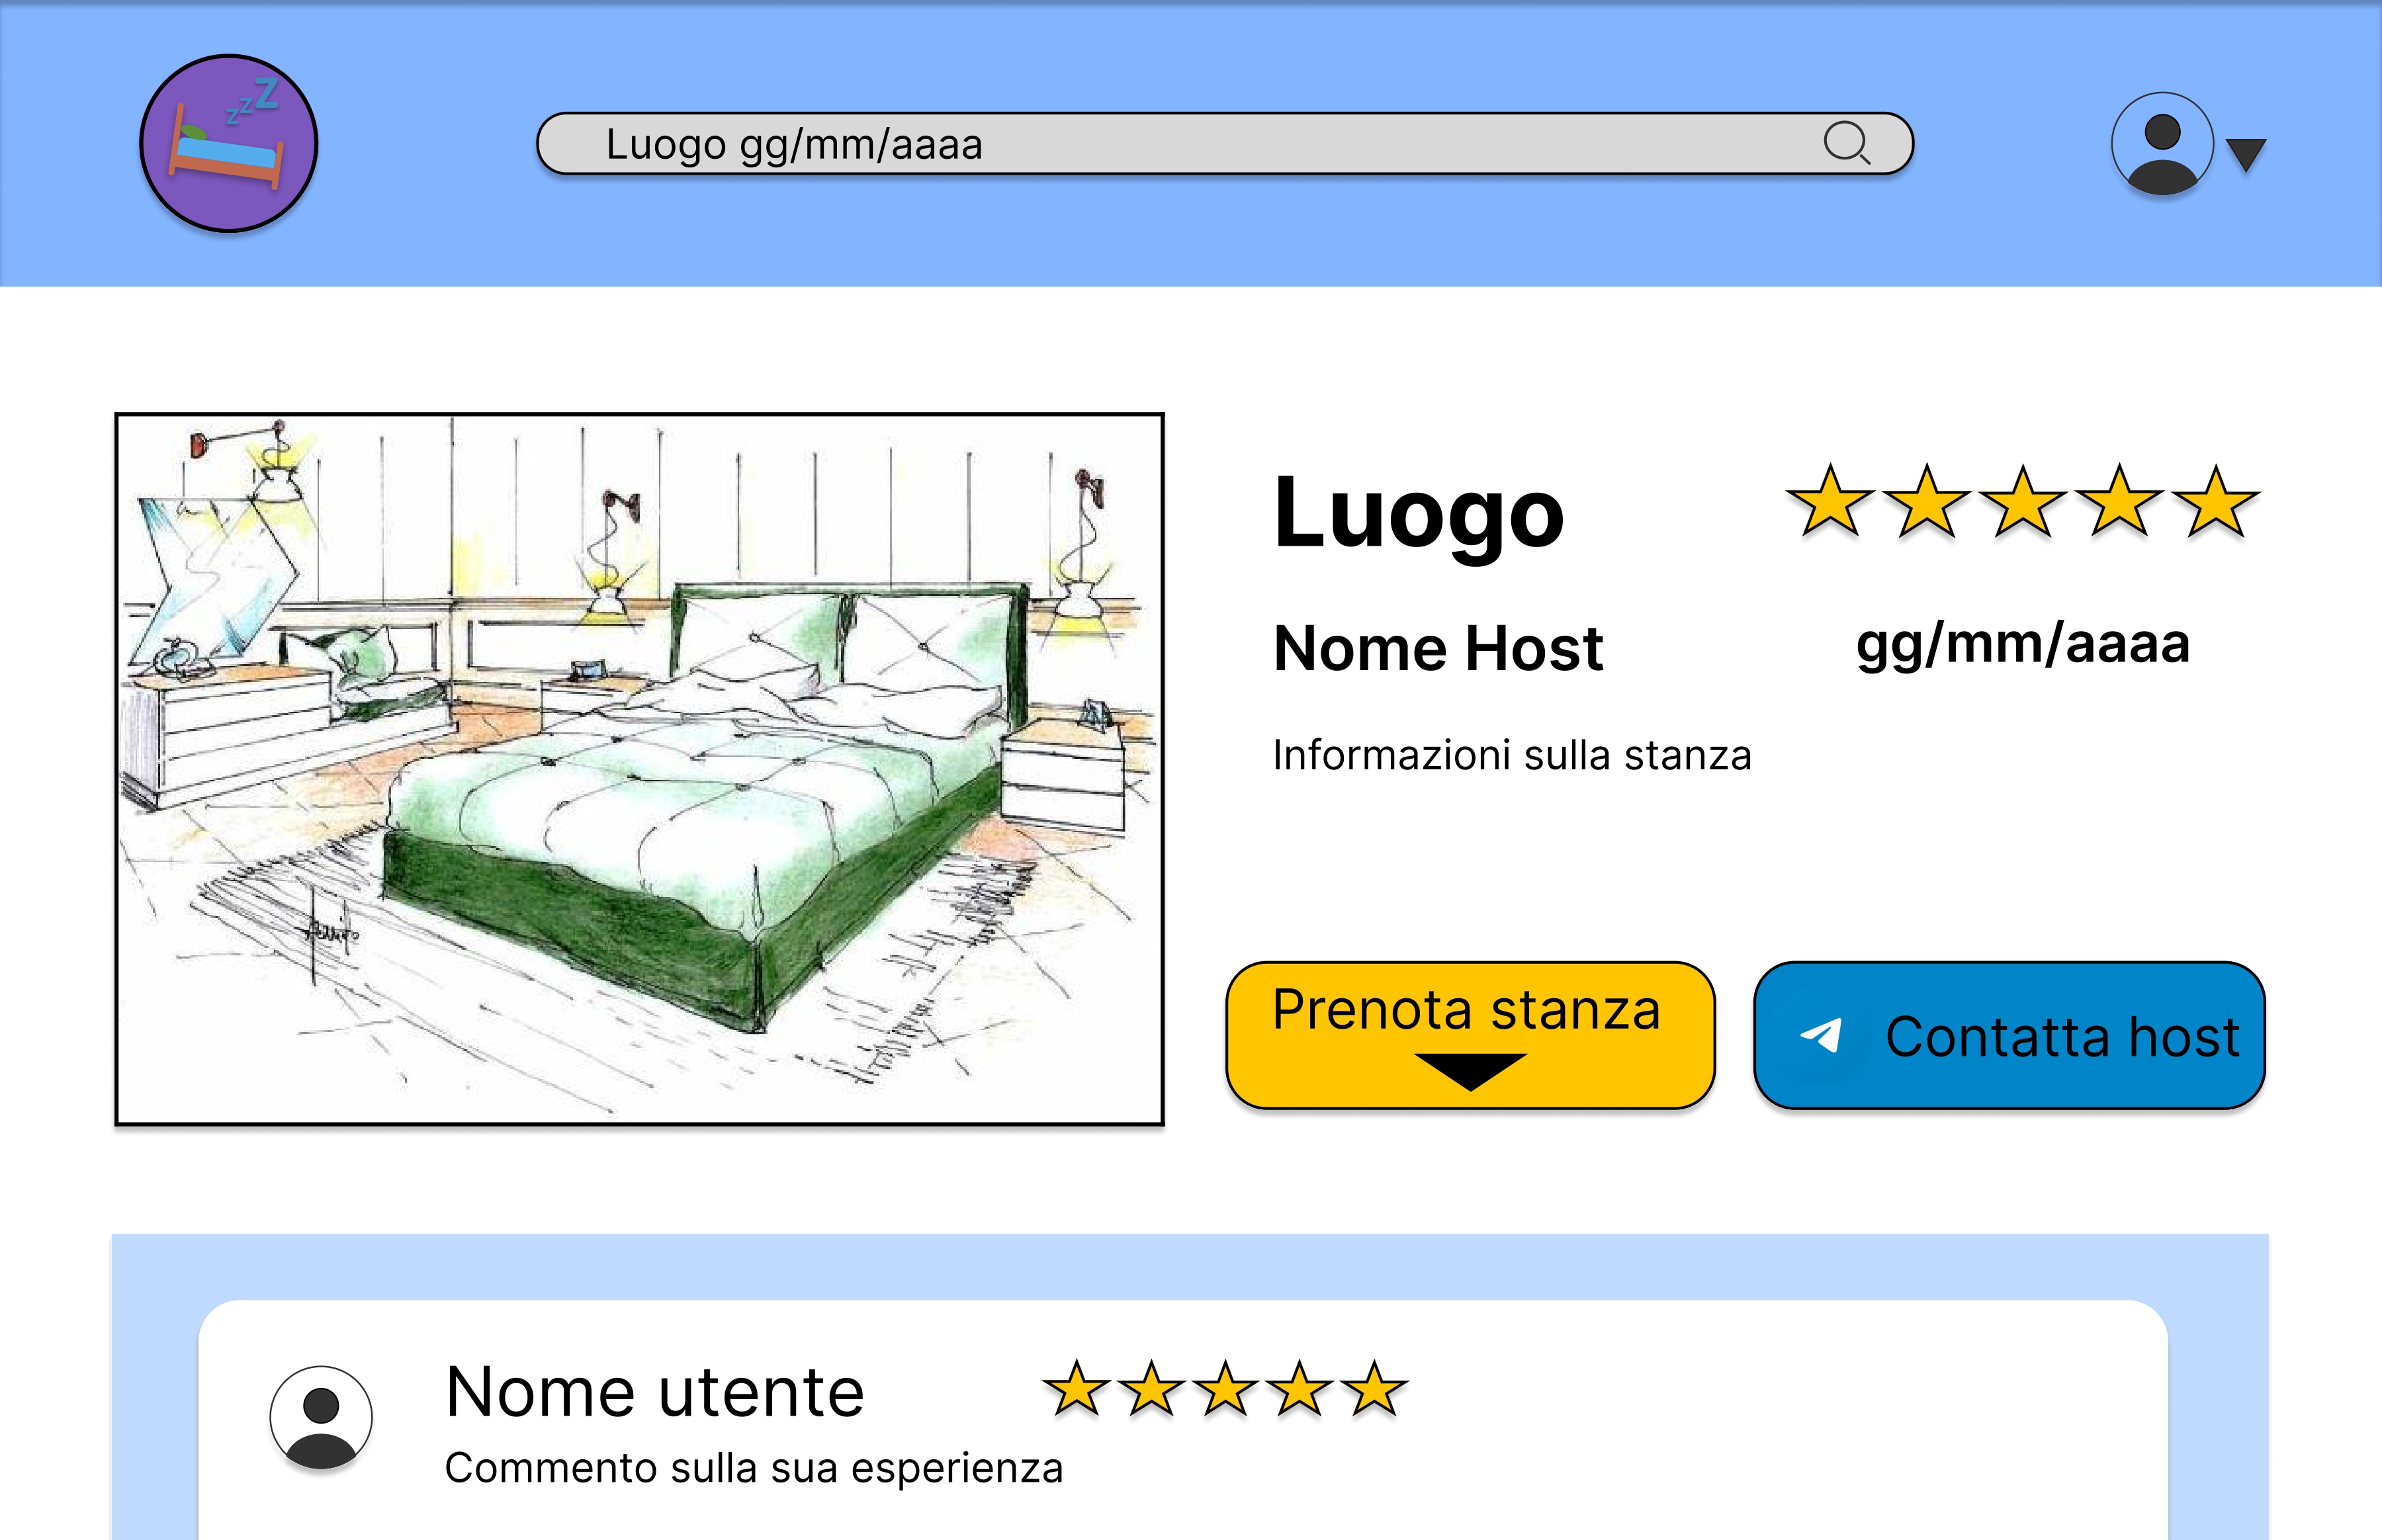 zzZ
Luogo gg/mm/aaaa
Luogo
Nome Host
gg/mm/aaaa
Informazioni sulla stanza
Prenota stanza
Contatta host
Nome utente
Commento sulla sua esperienza